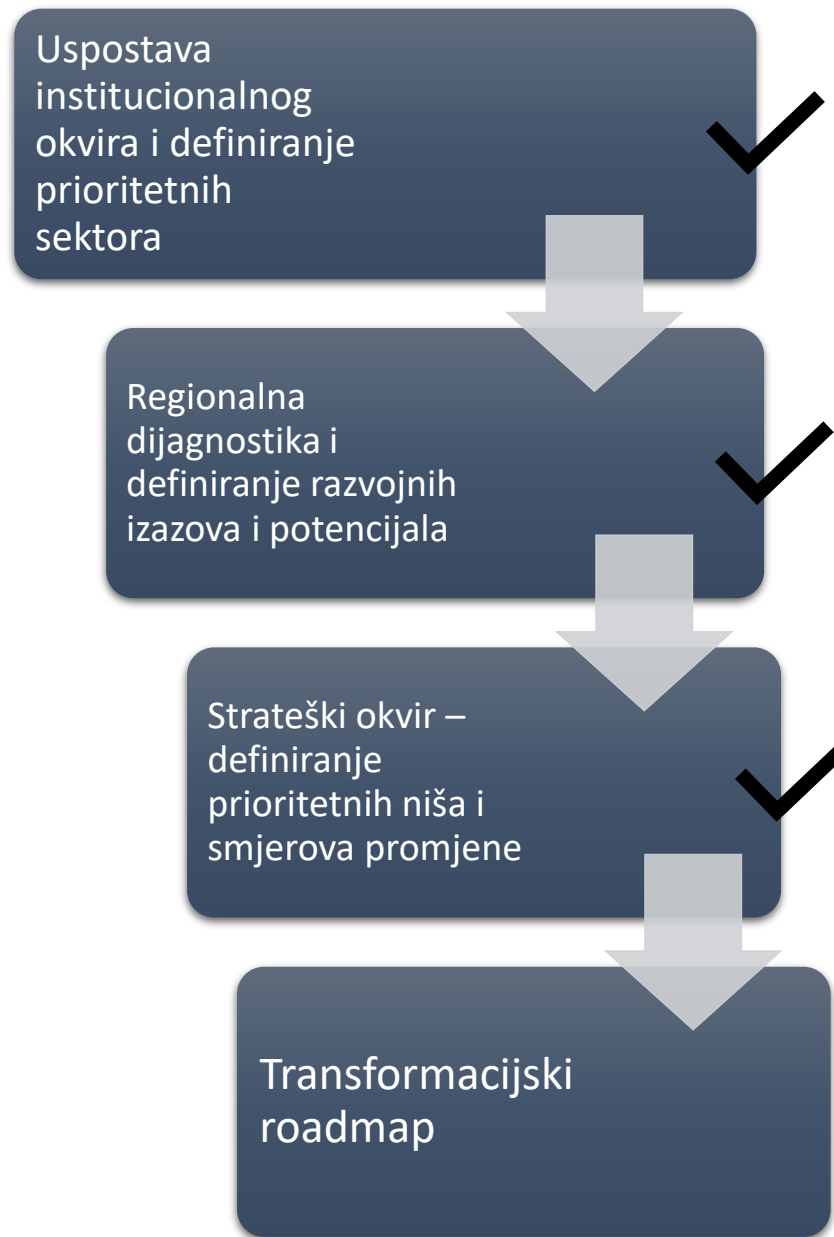 Uspostava
institucionalnog
okvira i definiranje
prioritetnih
sektora
Regionalna
dijagnostika i
definiranje razvojnih
izazova i potencijala
Strateški okvir –
definiranje
prioritetnih niša i
smjerova promjene
Transformacijski
roadmap